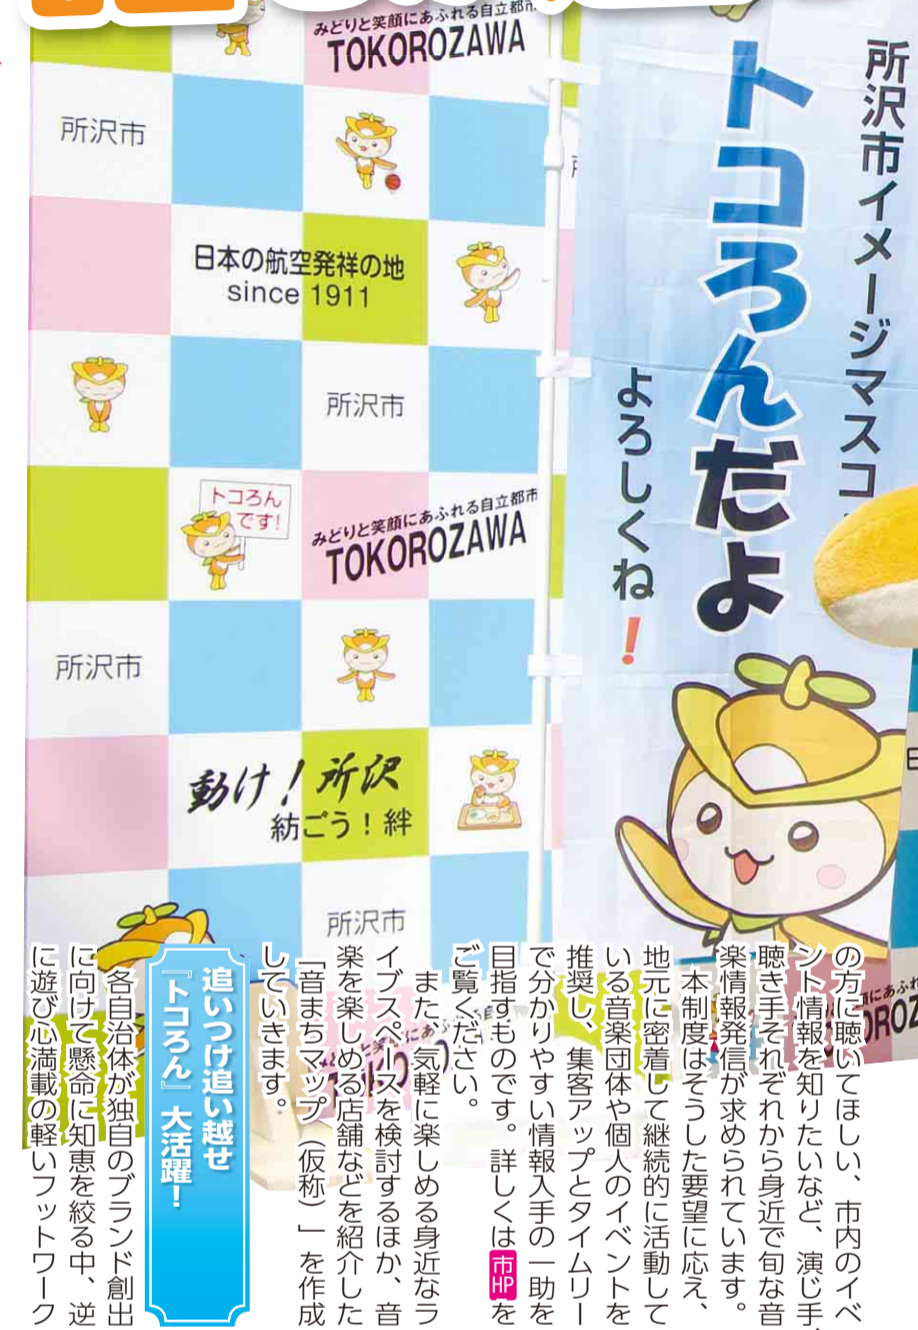 みどりと笑顔にあふれる自立都市
TOKOROZAWA
所沢市
日本の航空発祥の地
since 1911
所沢市
トコろん
です!
みどりと笑顔にあふれる自立都市
TOKOROZAWA
所沢市
動け!所沢
紡ごう!絆
所沢市
所沢市イメージマスコ
トコろんだよ
よろしくね!
の方に聴いてほしい、市内のイベ
ント情報を知りたいなど、演じ手、
聴き手それぞれから身近で旬な音
楽情報発信が求められています。
本制度はそうした要望に応え、
地元に密着して継続的に活動して
いる音楽団体や個人のイベントを
推奨し、集客アップとタイムリー
で分かりやすい情報入手の一助を
目指すものです。詳しくは市HPを
ご覧ください。
また、気軽に楽しめる身近なラ
イブスペースを検討するほか、音
楽を楽しめる店舗などを紹介した
「音まちマップ(仮称)」を作成
していきます。
追いつけ追い越せ
『トコろん』大活躍!
各自治体が独自のブランド創出
に向けて懸命に知恵を絞る中、逆
に遊び心満載の軽いフットワーク